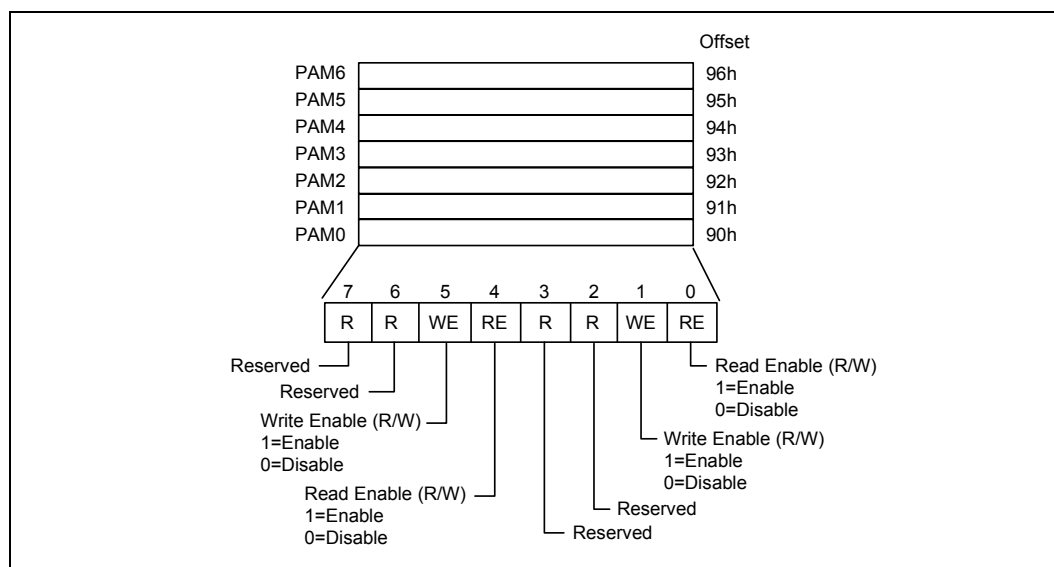 Offset
PAM6 96h
PAM5 95h
PAM4 94h
PAM3 93h
PAM2 92h
PAM1 91h
PAM0 90h
7 6 5 4 3 2 1 0
R R WE RE R R WE RE
Reserved
Reserved
Write Enable (R/W)
1=Enable
0=Disable
Read Enable (R/W)
1=Enable
0=Disable
Reserved
Reserved
Write Enable (R/W)
1=Enable
0=Disable
Read Enable (R/W)
1=Enable
0=Disable